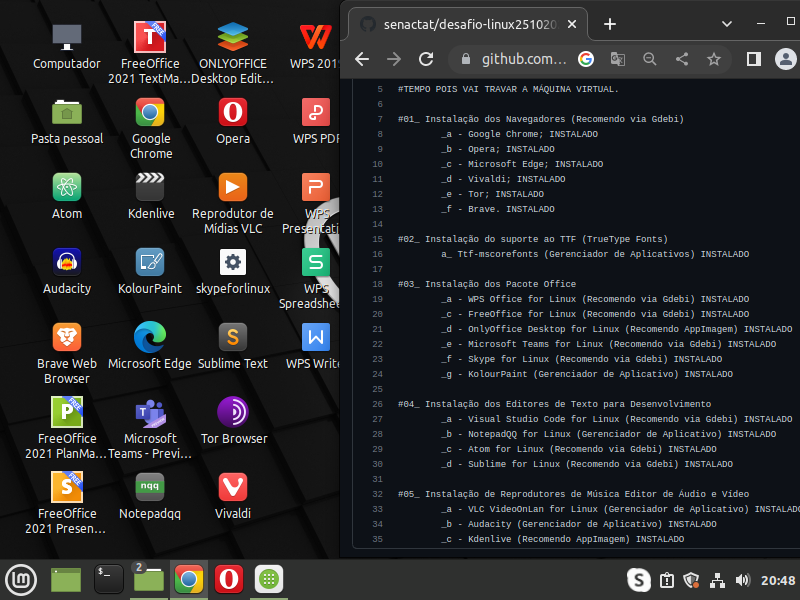 Computador
FreeOffice
2021 TextMa...
ONLYOFFICE
Desktop Edit...
WPS 2019
Pasta pessoal
Google
Chrome
Opera
WPS PDF
Atom
Kdenlive
Reprodutor de
Mídias VLC
WPS
Audacity
KolourPaint
skypeforlinux
WPS
Brave Web
Browser
Microsoft Edge
Sublime Text
FreeOffice
2021 PlanMa...
Microsoft
Teams - Previ...
Tor Browser
FreeOffice
2021 Presen...
Notepadqq
Vivaldi
senactat/desafio-linux251020
github.com...
5 #TEMPO POIS VAI TRAVAR A MÁQUINA VIRTUAL.
6
7 #01_ Instalação dos Navegadores (Recomendo via Gdebi)
8 _a - Google Chrome; INSTALADO
9 _b - Opera; INSTALADO
10 _c - Microsoft Edge; INSTALADO
11 _d - Vivaldi; INSTALADO
12 _e - Tor; INSTALADO
13 _f - Brave. INSTALADO
14
15 #02_ Instalação do suporte ao TTF (TrueType Fonts)
16 a_ Ttf-mscorefonts (Gerenciador de Aplicativos) INSTALADO
17
18 #03_ Instalação dos Pacote Office
19 _a - WPS Office for Linux (Recomendo via Gdebi) INSTALADO
20 _c - FreeOffice for Linux (Recomendo via Gdebi) INSTALADO
21 _d - OnlyOffice Desktop for Linux (Recomendo AppImagem) INSTALADO
22 _e - Microsoft Teams for Linux (Recomendo via Gdebi) INSTALADO
23 _f - Skype for Linux (Recomendo via Gdebi) INSTALADO
24 _g - KolourPaint (Gerenciador de Aplicativo) INSTALADO
25
26 #04_ Instalação dos Editores de Texto para Desenvolvimento
27 _a - Visual Studio Code for Linux (Recomendo via Gdebi) INSTALADO
28 _b - NotepadQQ for Linux (Gerenciador de Aplicativo) INSTALADO
29 _c - Atom for Linux (Recomendo via Gdebi) INSTALADO
30 _d - Sublime for Linux (Recomendo via Gdebi) INSTALADO
31
32 #05_ Instalação de Reprodutores de Música Editor de Áudio e Vídeo
33 _a - VLC VideoOnLan for Linux (Gerenciador de Aplicativo) INSTALADO
34 _b - Audacity (Gerenciador de Aplicativo) INSTALADO
35 _c - Kdenlive (Recomendo AppImagem) INSTALADO
2
20:48